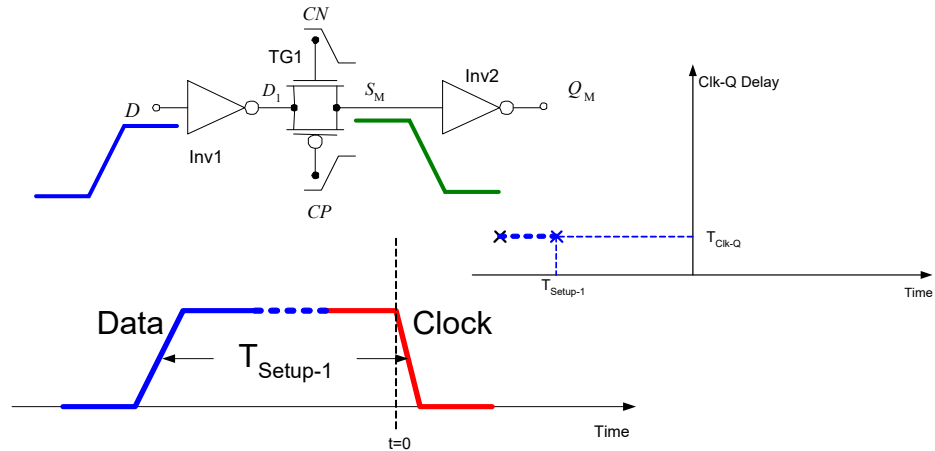 CN
TG1
Inv2
D
D1
SM
QM
Inv1
CP
Clk-Q Delay
TClk-Q
TSetup-1
Time
Data
Clock
TSetup-1
Time
t=0